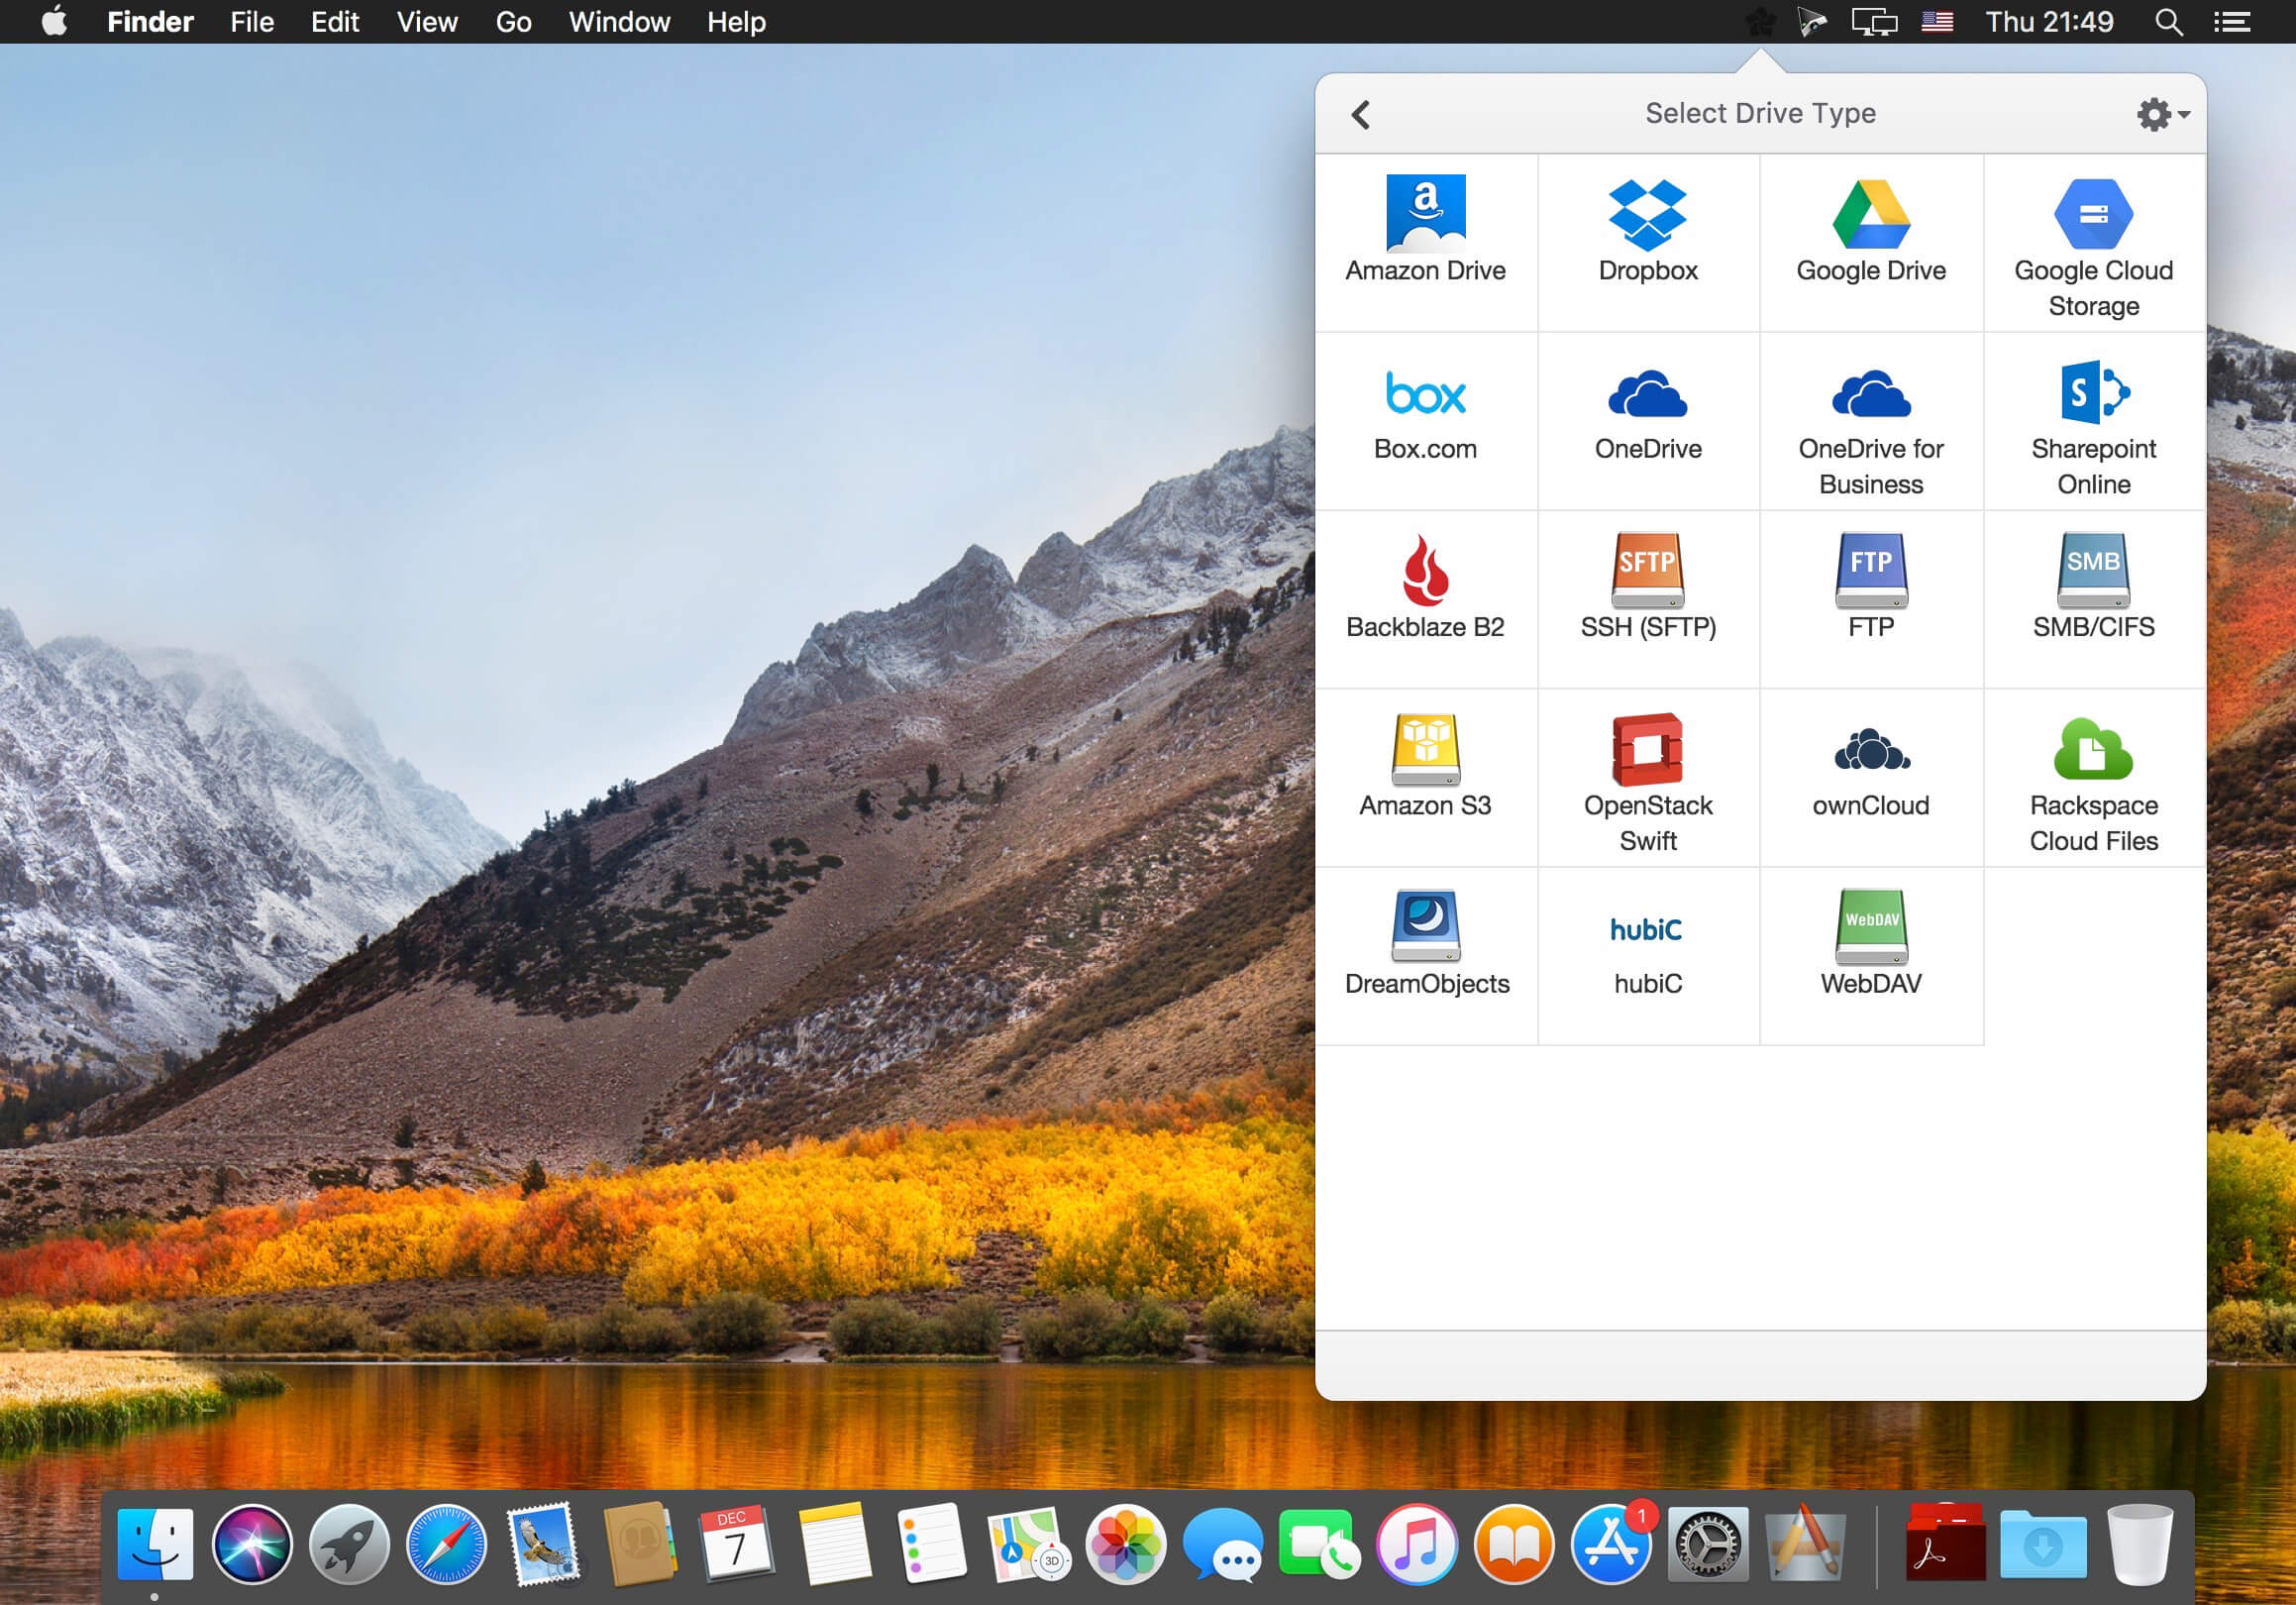 Finder File Edit View Go Window Help Thu 21:49
Select Drive Type
a
Amazon Drive Dropbox Google Drive Google Cloud
Storage
box S
Box.com OneDrive OneDrive for Sharepoint
Business Online
SFTP FTP SMB
Backblaze B2 SSH (SFTP) FTP SMB/CIFS
Amazon S3 OpenStack ownCloud Rackspace
Swift Cloud Files
hubiC WebDAV
DreamObjects hubiC WebDAV
DEC 1
7 3D